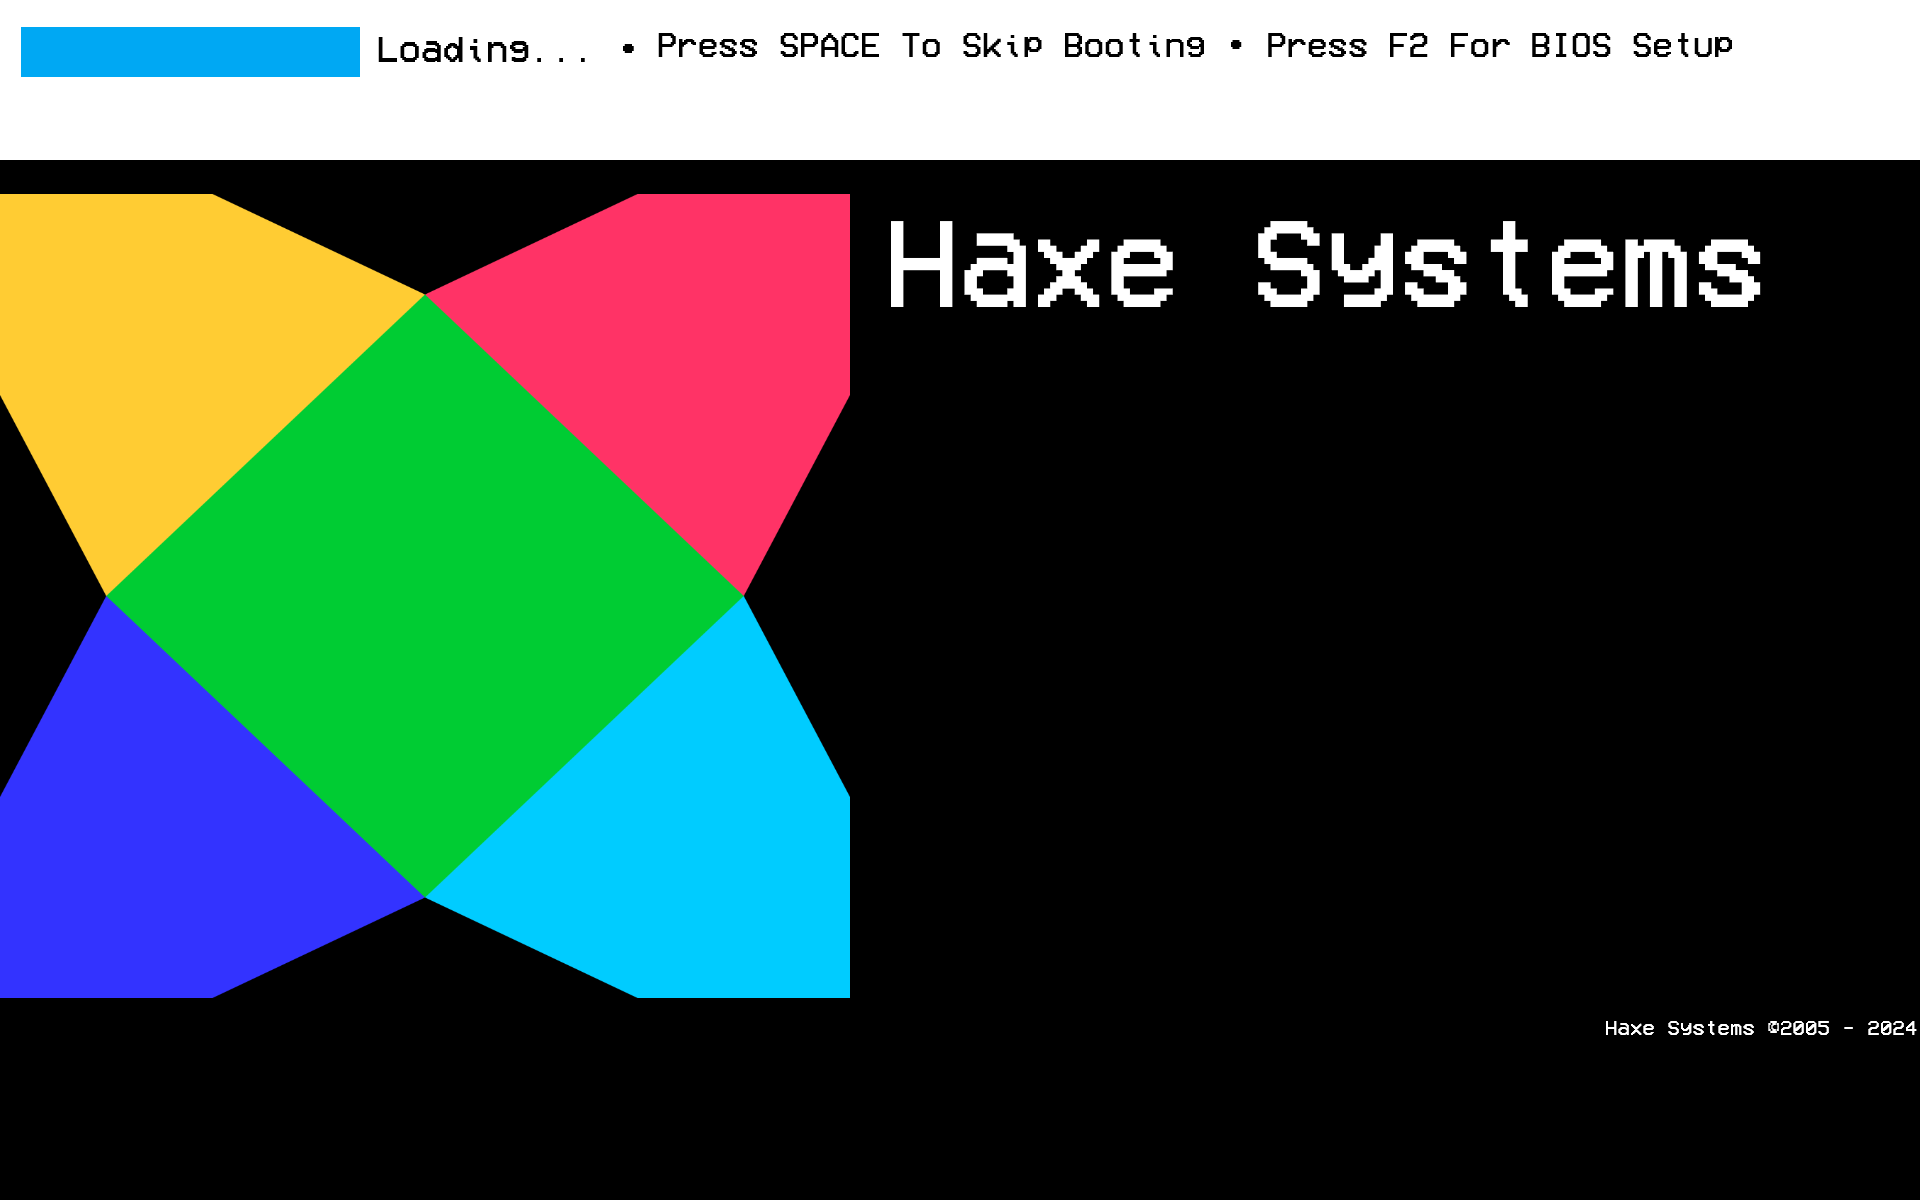 Loading... • Press SPACE To Skip Booting • Press F2 For BIOS Setup
Haxe Systems
Haxe Systems ©2005 - 2024